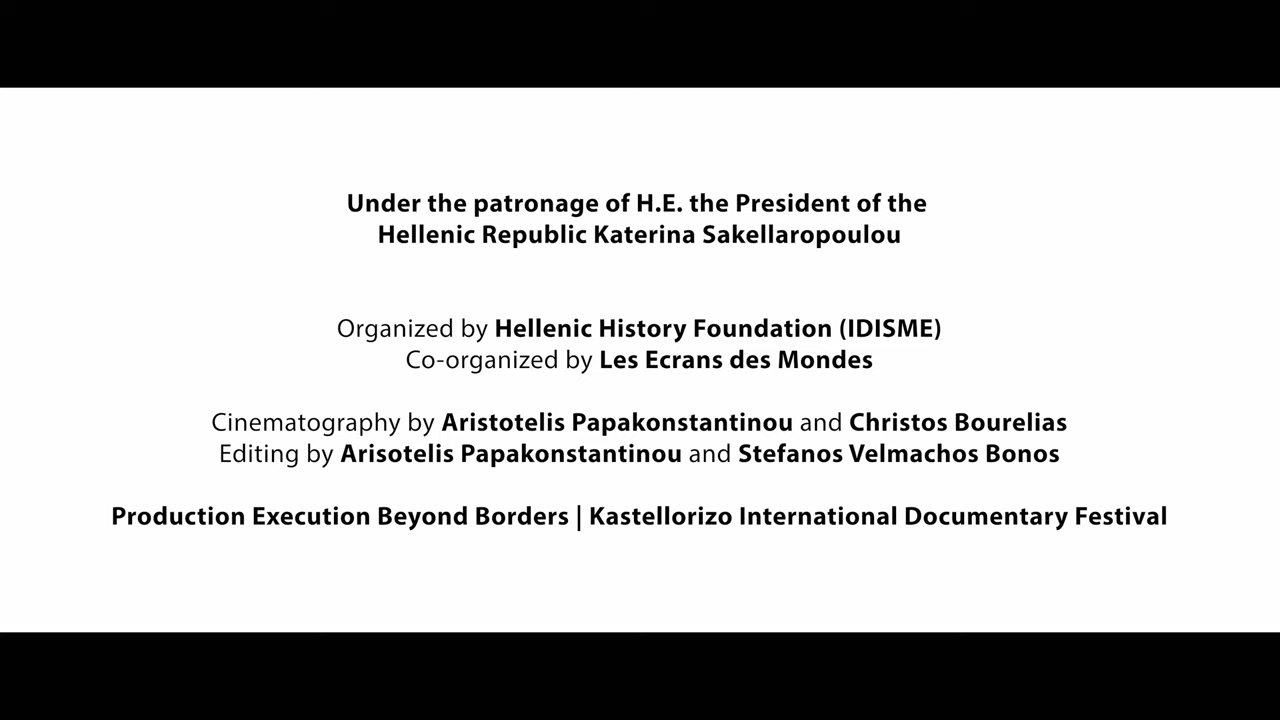 Under the patronage of H.E. the President of the
Hellenic Republic Katerina Sakellaropoulou
Organized by Hellenic History Foundation (IDISME)
Co-organized by Les Ecrans des Mondes
Cinematography by Aristotelis Papakonstantinou and Christos Bourelias
Editing by Arisotelis Papakonstantinou and Stefanos Velmachos Bonos
Production Execution Beyond Borders | Kastellorizo International Documentary Festival